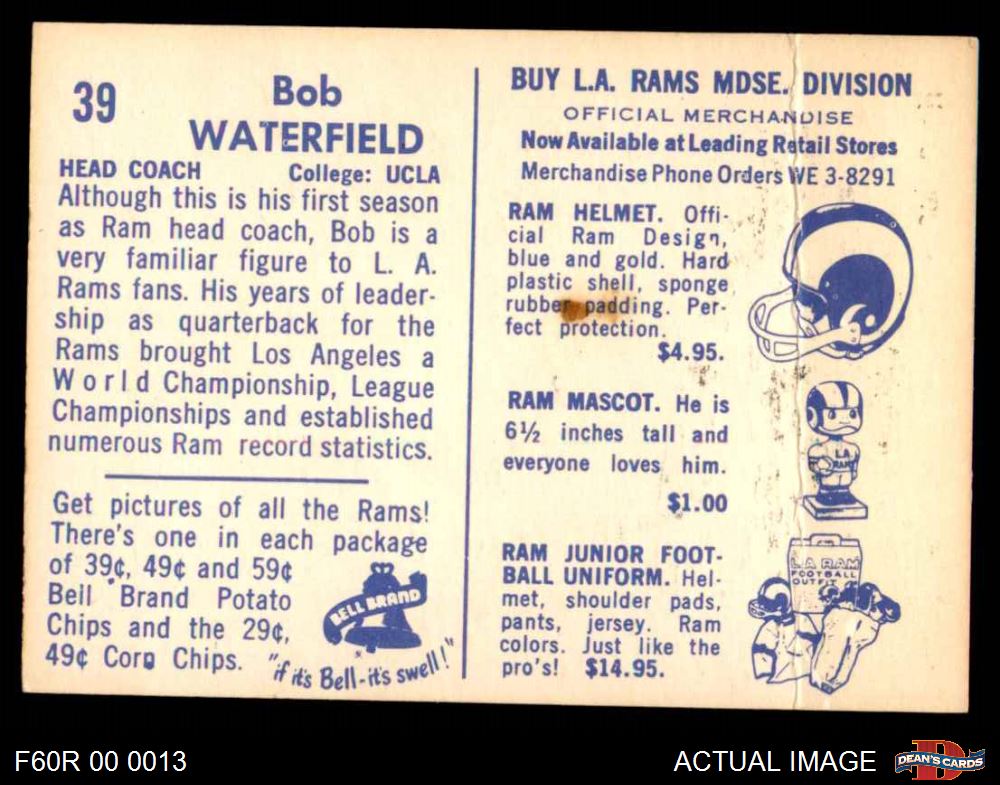 39
Bob
WATERFIELD
HEAD COACH College: UCLA
Although this is his first season
as Ram head coach, Bob is a
very familiar figure to L. A.
Rams fans. His years of leader-
ship as quarterback for the
Rams brought Los Angeles a
World Championship, League
Championships and established
numerous Ram record statistics.
Get pictures of all the Rams!
There's one in each package
of 39¢, 49¢ and 59¢
Bell Brand Potato
Chips and the 29¢,
49¢ Corn Chips.
BELL BRAND
"if it's Bell-it's swell!"
BUY L.A. RAMS MDSE. DIVISION
OFFICIAL MERCHANDISE
Now Available at Leading Retail Stores
Merchandise Phone Orders WE 3-8291
RAM HELMET. Offi-
cial Ram Design,
blue and gold. Hard
plastic shell, sponge
rubber padding. Per-
fect protection.
$4.95.
RAM MASCOT. He is
6½ inches tall and
everyone loves him.
$1.00
L.A.
RAMS
RAM JUNIOR FOOT-
BALL UNIFORM. Hel-
met, shoulder pads,
pants, jersey. Ram
colors. Just like the
pro's! $14.95.
L.A. RAM
FOOTBALL
OUTFIT
F60R 00 0013
ACTUAL IMAGE
DEAN'S CARDS